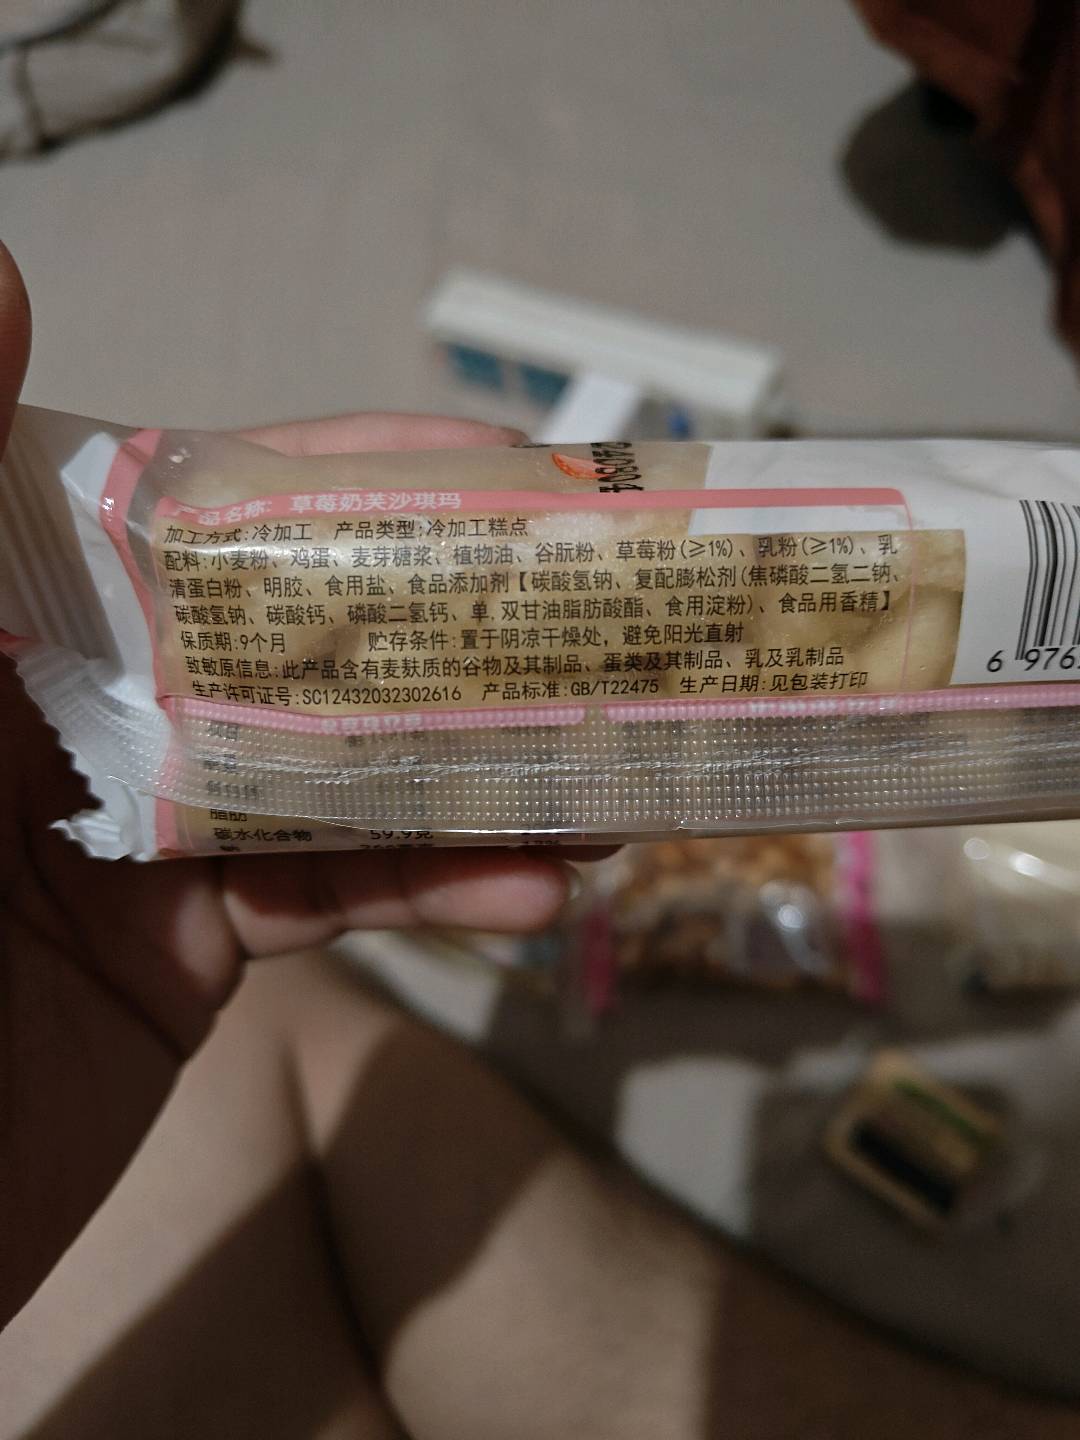 产品名称: 草莓奶芙沙琪玛
加工方式:冷加工 产品类型:冷加工糕点
配料:小麦粉、鸡蛋、麦芽糖浆、植物油、谷朊粉、草莓粉(≥1%)、乳粉(≥1%)、乳
清蛋白粉、明胶、食用盐、食品添加剂【碳酸氢钠、复配膨松剂(焦磷酸二氢二钠、
碳酸氢钠、碳酸钙、磷酸二氢钙、单,双甘油脂肪酸酯、食用淀粉)、食品用香精】
保质期:9个月 贮存条件:置于阴凉干燥处，避免阳光直射
致敏原信息:此产品含有麦麸质的谷物及其制品、蛋类及其制品、乳及乳制品
生产许可证号:SC12432032302616 产品标准:GB/T22475 生产日期:见包装打印
脂肪
碳水化合物 59.9克
6 976